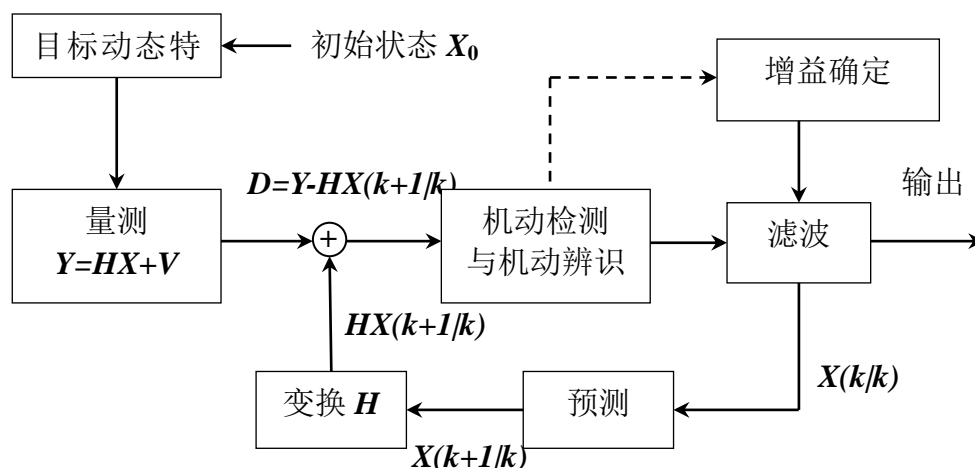 目标动态特
初始状态 X₀
增益确定
D=Y-HX(k+1/k)
输出
量测
Y=HX+V
+
机动检测
与机动辨识
滤波
HX(k+1/k)
X(k/k)
变换 H
预测
X(k+1/k)